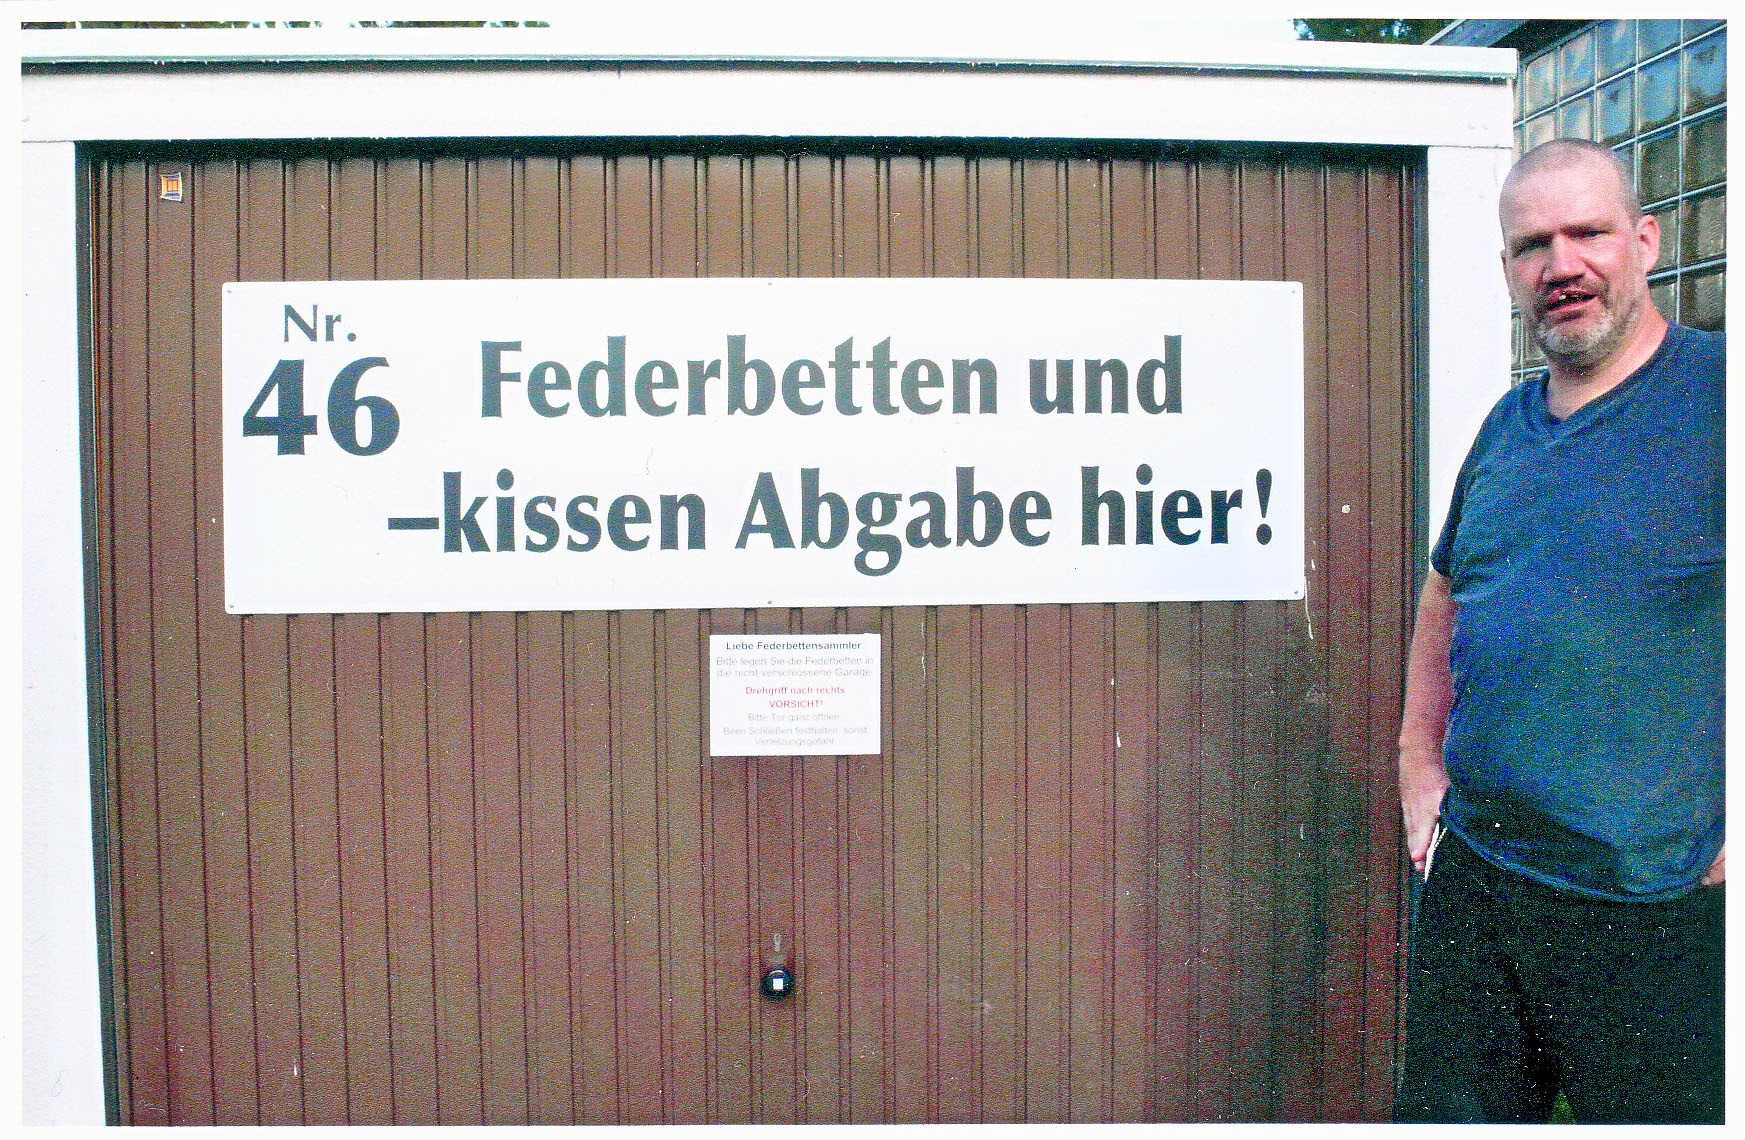 Nr.
46
Federbetten und
–kissen Abgabe hier!
Liebe Federbettensammler
Bitte legen Sie die Federbetten in
die nicht verschlossene Garage
Drehgriff nach rechts
VORSICHT!
Bitte Tor ganz öffnen
Beim Schließen festhalten, sonst
Verletzungsgefahr